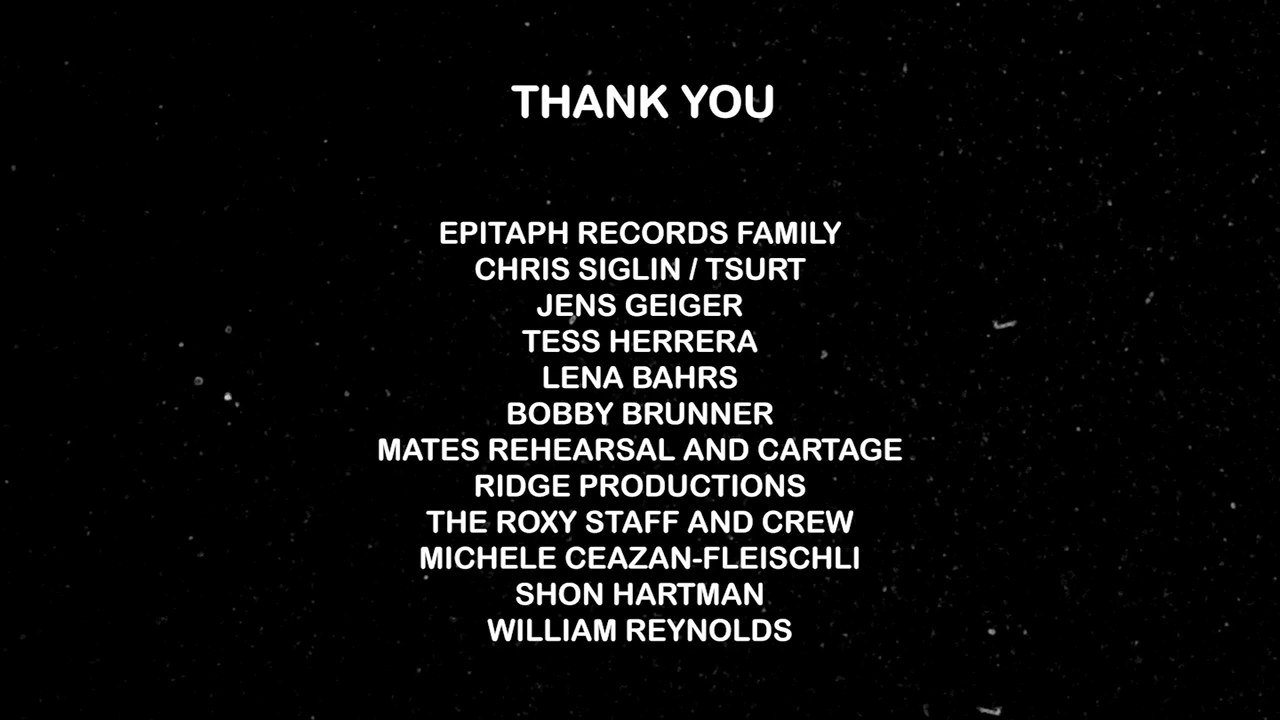 THANK YOU
EPITAPH RECORDS FAMILY
CHRIS SIGLIN / TSURT
JENS GEIGER
TESS HERRERA
LENA BAHRS
BOBBY BRUNNER
MATES REHEARSAL AND CARTAGE
RIDGE PRODUCTIONS
THE ROXY STAFF AND CREW
MICHELE CEAZAN-FLEISCHLI
SHON HARTMAN
WILLIAM REYNOLDS